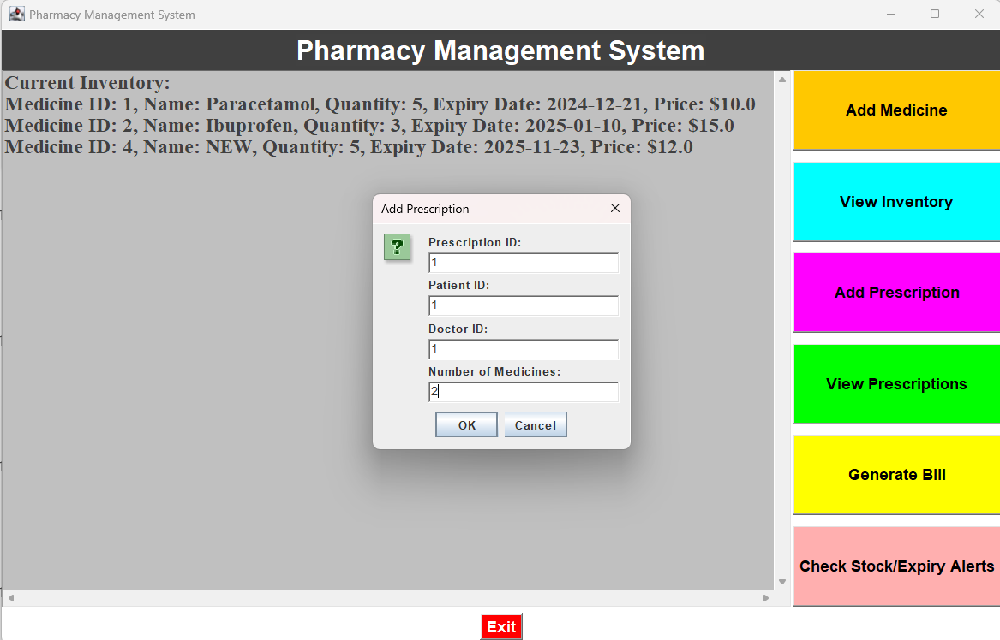 Pharmacy Management System
Pharmacy Management System
Current Inventory:
Medicine ID: 1, Name: Paracetamol, Quantity: 5, Expiry Date: 2024-12-21, Price: $10.0
Medicine ID: 2, Name: Ibuprofen, Quantity: 3, Expiry Date: 2025-01-10, Price: $15.0
Medicine ID: 4, Name: NEW, Quantity: 5, Expiry Date: 2025-11-23, Price: $12.0
Add Prescription
?
Prescription ID:
1
Patient ID:
1
Doctor ID:
1
Number of Medicines:
2
OK Cancel
Add Medicine
View Inventory
Add Prescription
View Prescriptions
Generate Bill
Check Stock/Expiry Alerts
Exit